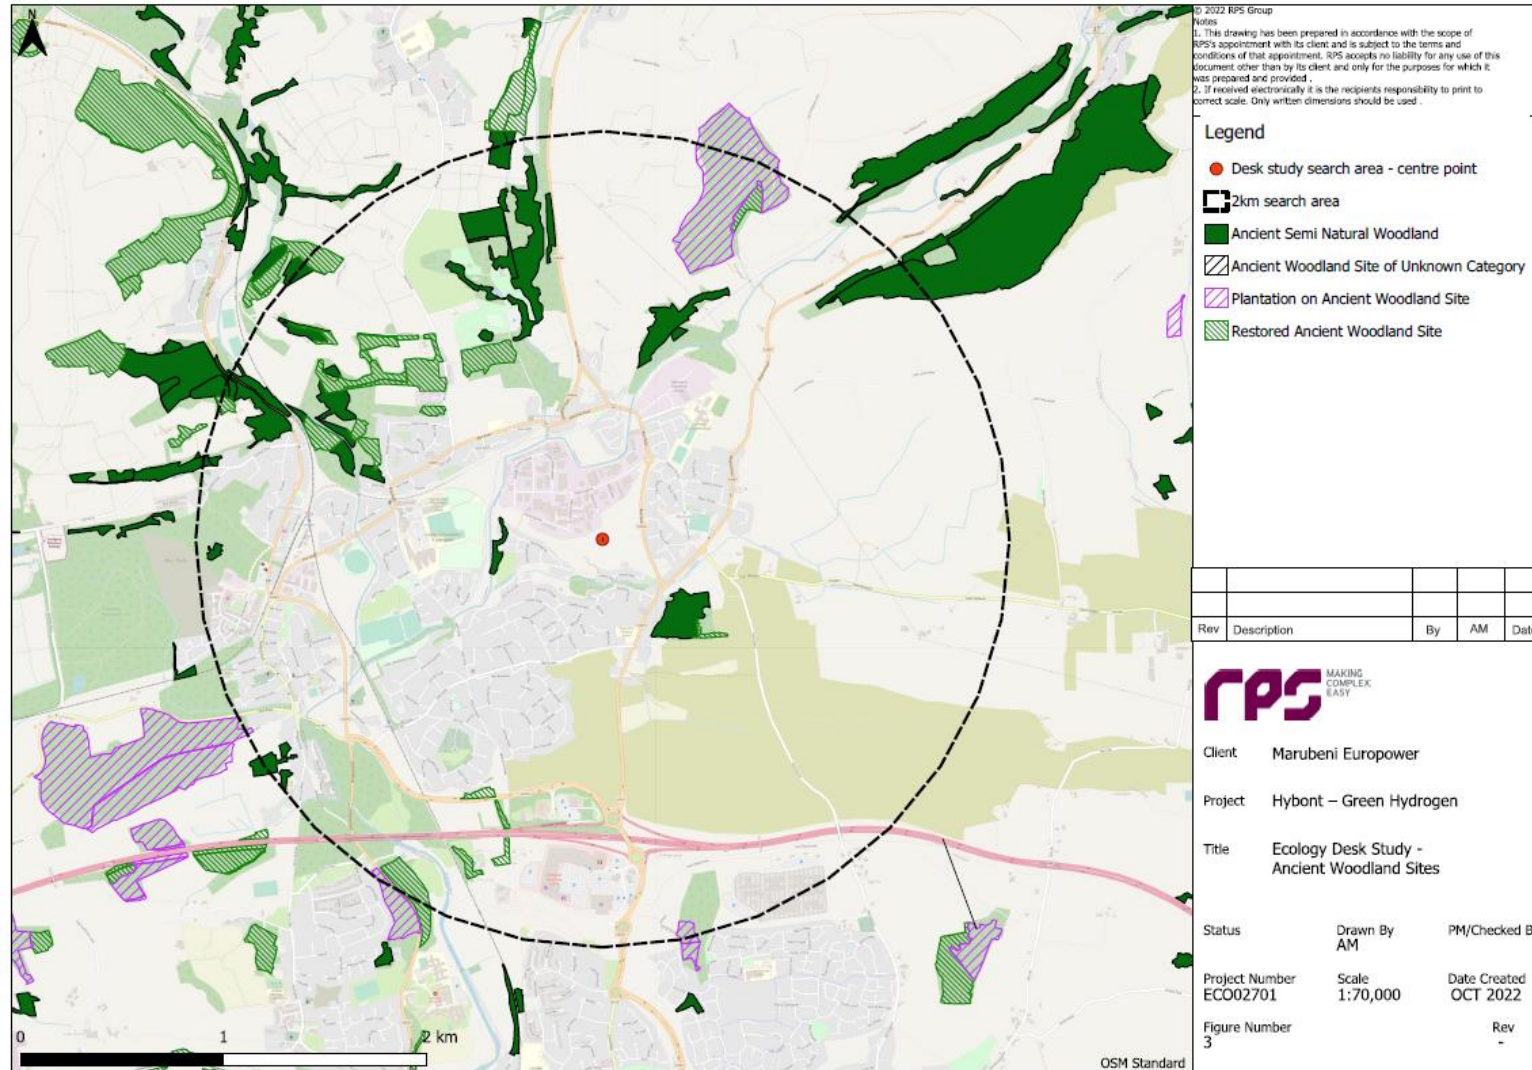 N
© 2022 RPS Group
Notes
1. This drawing has been prepared in accordance with the scope of
RPS's appointment with its client and is subject to the terms and
conditions of that appointment. RPS accepts no liability for any use of this
document other than by its client and only for the purposes for which it
was prepared and provided .
2. If received electronically it is the recipients responsibility to print to
correct scale. Only written dimensions should be used .
Legend
Desk study search area - centre point
2km search area
Ancient Semi Natural Woodland
Ancient Woodland Site of Unknown Category
Plantation on Ancient Woodland Site
Restored Ancient Woodland Site
Rev Description By AM Dat
rps MAKING
COMPLEX
EASY
Client Marubeni Europower
Project Hybont – Green Hydrogen
Title Ecology Desk Study -
Ancient Woodland Sites
Status Drawn By PM/Checked B
AM
Project Number Scale Date Created
ECO02701 1:70,000 OCT 2022
Figure Number Rev
3 -
0 1 2 km
OSM Standard